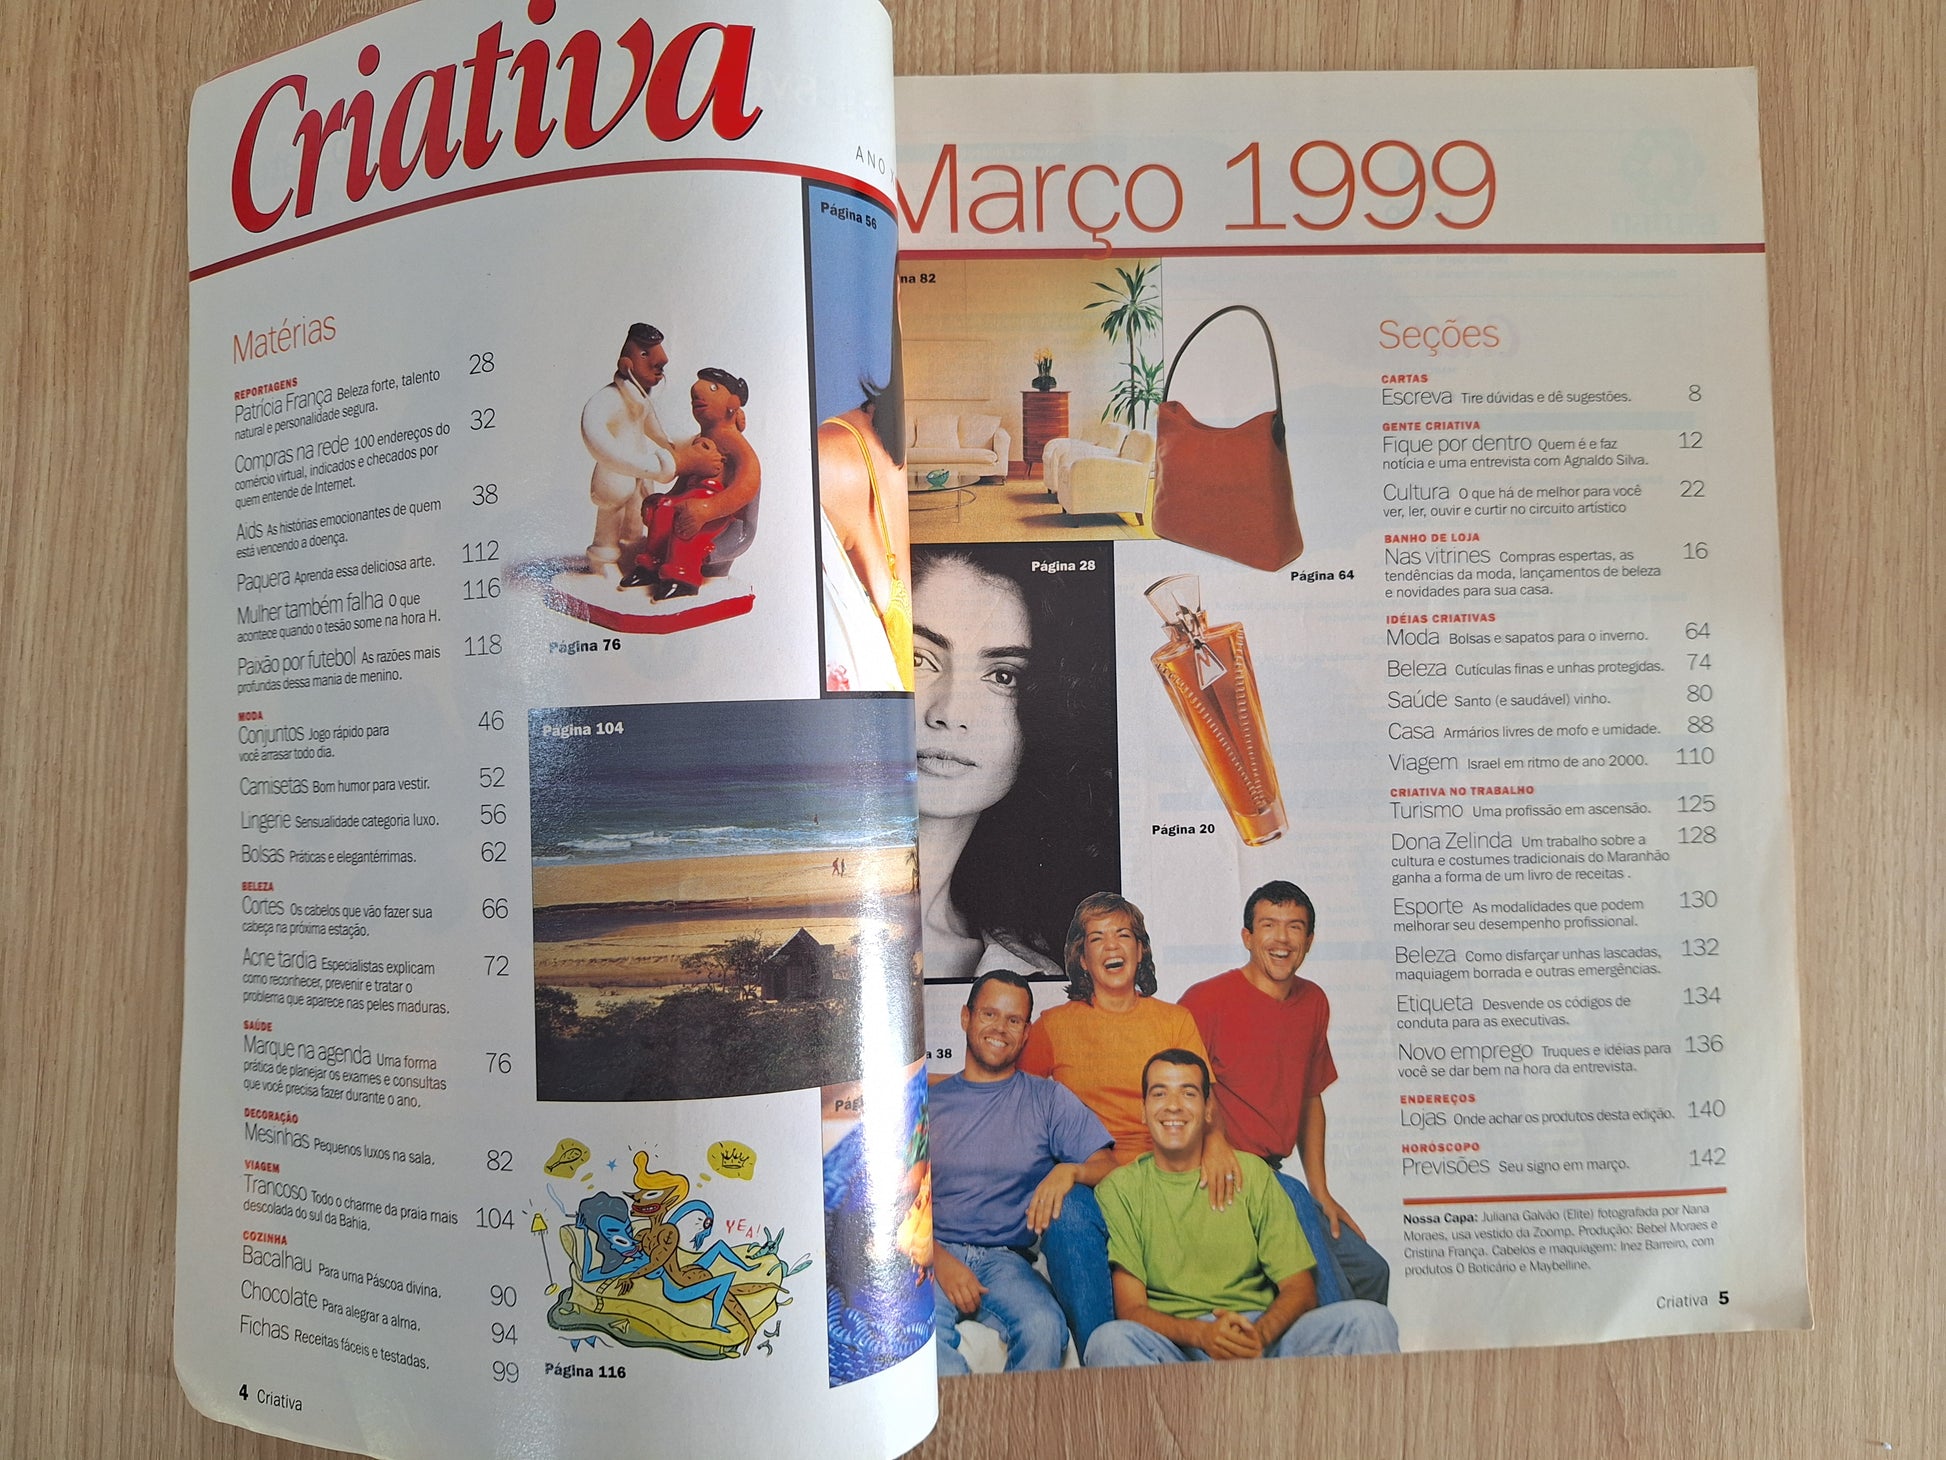 Criativa
ANO
Matérias
REPORTAGENS
Patrícia França Beleza forte, talento 28
natural e personalidade segura.
Compras na rede 100 endereços do 32
comércio virtual, indicados e checados por
quem entende de Internet.
Aids As histórias emocionantes de quem 38
está vencendo a doença.
Paquera Aprenda essa deliciosa arte. 112
Mulher também falha O que 116
acontece quando o tesão some na hora H.
Paixão por futebol As razões mais 118
profundas dessa mania de menino.
MODA
Conjuntos Jogo rápido para 46
você arrasar todo dia.
Camisetas Bom humor para vestir. 52
Lingerie Sensualidade categoria luxo. 56
Bolsas Práticas e elegantérrimas. 62
BELEZA
Cortes Os cabelos que vão fazer sua 66
cabeça na próxima estação.
Acne tardia Especialistas explicam 72
como reconhecer, prevenir e tratar o
problema que aparece nas peles maduras.
SAÚDE
Marque na agenda Uma forma 76
prática de planejar os exames e consultas
que você precisa fazer durante o ano.
DECORAÇÃO
Mesinhas Pequenos luxos na sala. 82
VIAGEM
Trancoso Todo o charme da praia mais 104
descolada do sul da Bahia.
COZINHA
Bacalhau Para uma Páscoa divina. 90
Chocolate Para alegrar a alma. 94
Fichas Receitas fáceis e testadas. 99
4 Criativa
Página 76
Página 56
Página 104
YEA!
Página 116
Pág
Março 1999
na 82
Página 64
Página 28
Página 20
a 38
Seções
CARTAS
Escreva Tire dúvidas e dê sugestões. 8
GENTE CRIATIVA
Fique por dentro Quem é e faz 12
notícia e uma entrevista com Agnaldo Silva.
Cultura O que há de melhor para você 22
ver, ler, ouvir e curtir no circuito artístico
BANHO DE LOJA
Nas vitrines Compras espertas, as 16
tendências da moda, lançamentos de beleza
e novidades para sua casa.
IDÉIAS CRIATIVAS
Moda Bolsas e sapatos para o inverno. 64
Beleza Cutículas finas e unhas protegidas. 74
Saúde Santo (e saudável) vinho. 80
Casa Armários livres de mofo e umidade. 88
Viagem Israel em ritmo de ano 2000. 110
CRIATIVA NO TRABALHO
Turismo Uma profissão em ascensão. 125
Dona Zelinda Um trabalho sobre a 128
cultura e costumes tradicionais do Maranhão
ganha a forma de um livro de receitas .
Esporte As modalidades que podem 130
melhorar seu desempenho profissional.
Beleza Como disfarçar unhas lascadas, 132
maquiagem borrada e outras emergências.
Etiqueta Desvende os códigos de 134
conduta para as executivas.
Novo emprego Truques e idéias para 136
você se dar bem na hora da entrevista.
ENDEREÇOS
Lojas Onde achar os produtos desta edição. 140
HORÓSCOPO
Previsões Seu signo em março. 142
Nossa Capa: Juliana Galvão (Elite) fotografada por Nana
Moraes, usa vestido da Zoomp. Produção: Bebel Moraes e
Cristina França. Cabelos e maquiagem: Inez Barreiro, com
produtos O Boticário e Maybelline.
Criativa 5